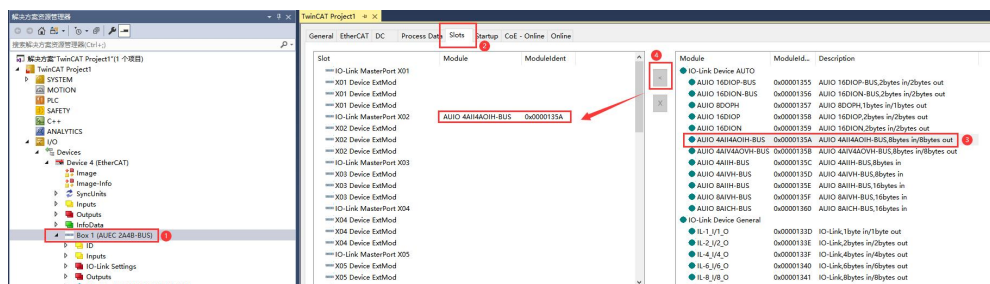 解决方案资源管理器
搜索解决方案资源管理器(Ctrl+;)
解决方案"TwinCAT Project1"(1 个项目)
TwinCAT Project1
SYSTEM
MOTION
PLC
SAFETY
C++
ANALYTICS
I/O
Devices
Device 4 (EtherCAT)
Image
Image-Info
SyncUnits
Inputs
Outputs
InfoData
Box 1 (AUEC 2A4B-BUS) 1
ID
Inputs
IO-Link Settings
Outputs
TwinCAT Project1
General EtherCAT DC Process Data Slots Startup CoE - Online Online
2
Slot Module ModuleIdent
IO-Link MasterPort X01
X01 Device ExtMod
X01 Device ExtMod
X01 Device ExtMod
IO-Link MasterPort X02 AUIO 4AII4AOIH-BUS 0x0000135A
X02 Device ExtMod
X02 Device ExtMod
X02 Device ExtMod
IO-Link MasterPort X03
X03 Device ExtMod
X03 Device ExtMod
X03 Device ExtMod
IO-Link MasterPort X04
X04 Device ExtMod
X04 Device ExtMod
X04 Device ExtMod
IO-Link MasterPort X05
X05 Device ExtMod
X05 Device ExtMod
4
<
X
Module ModuleId... Description
IO-Link Device AUTO
AUIO 16DIOP-BUS 0x00001355 AUIO 16DIOP-BUS,2bytes in/2bytes out
AUIO 16DION-BUS 0x00001356 AUIO 16DION-BUS,2bytes in/2bytes out
AUIO 8DOPH 0x00001357 AUIO 8DOPH,1bytes in/1bytes out
AUIO 16DIOP 0x00001358 AUIO 16DIOP,2bytes in/2bytes out
AUIO 16DION 0x00001359 AUIO 16DION,2bytes in/2bytes out
AUIO 4AII4AOIH-BUS 0x0000135A AUIO 4AII4AOIH-BUS,8bytes in/8bytes out 3
AUIO 4AIV4AOVH-BUS 0x0000135B AUIO 4AIV4AOVH-BUS,8bytes in/8bytes out
AUIO 4AIIH-BUS 0x0000135C AUIO 4AIIH-BUS,8bytes in
AUIO 4AIVH-BUS 0x0000135D AUIO 4AIVH-BUS,8bytes in
AUIO 8AIIH-BUS 0x0000135E AUIO 8AIIH-BUS,16bytes in
AUIO 8AIVH-BUS 0x0000135F AUIO 8AIVH-BUS,16bytes in
AUIO 8AICH-BUS 0x00001360 AUIO 8AICH-BUS,16bytes in
IO-Link Device General
IL-1_I/1_O 0x0000133D IO-Link,1byte in/1byte out
IL-2_I/2_O 0x0000133E IO-Link,2bytes in/2bytes out
IL-4_I/4_O 0x0000133F IO-Link,4bytes in/4bytes out
IL-6_I/6_O 0x00001340 IO-Link,6bytes in/6bytes out
IL-8_I/8_O 0x00001341 IO-Link,8bytes in/8bytes out